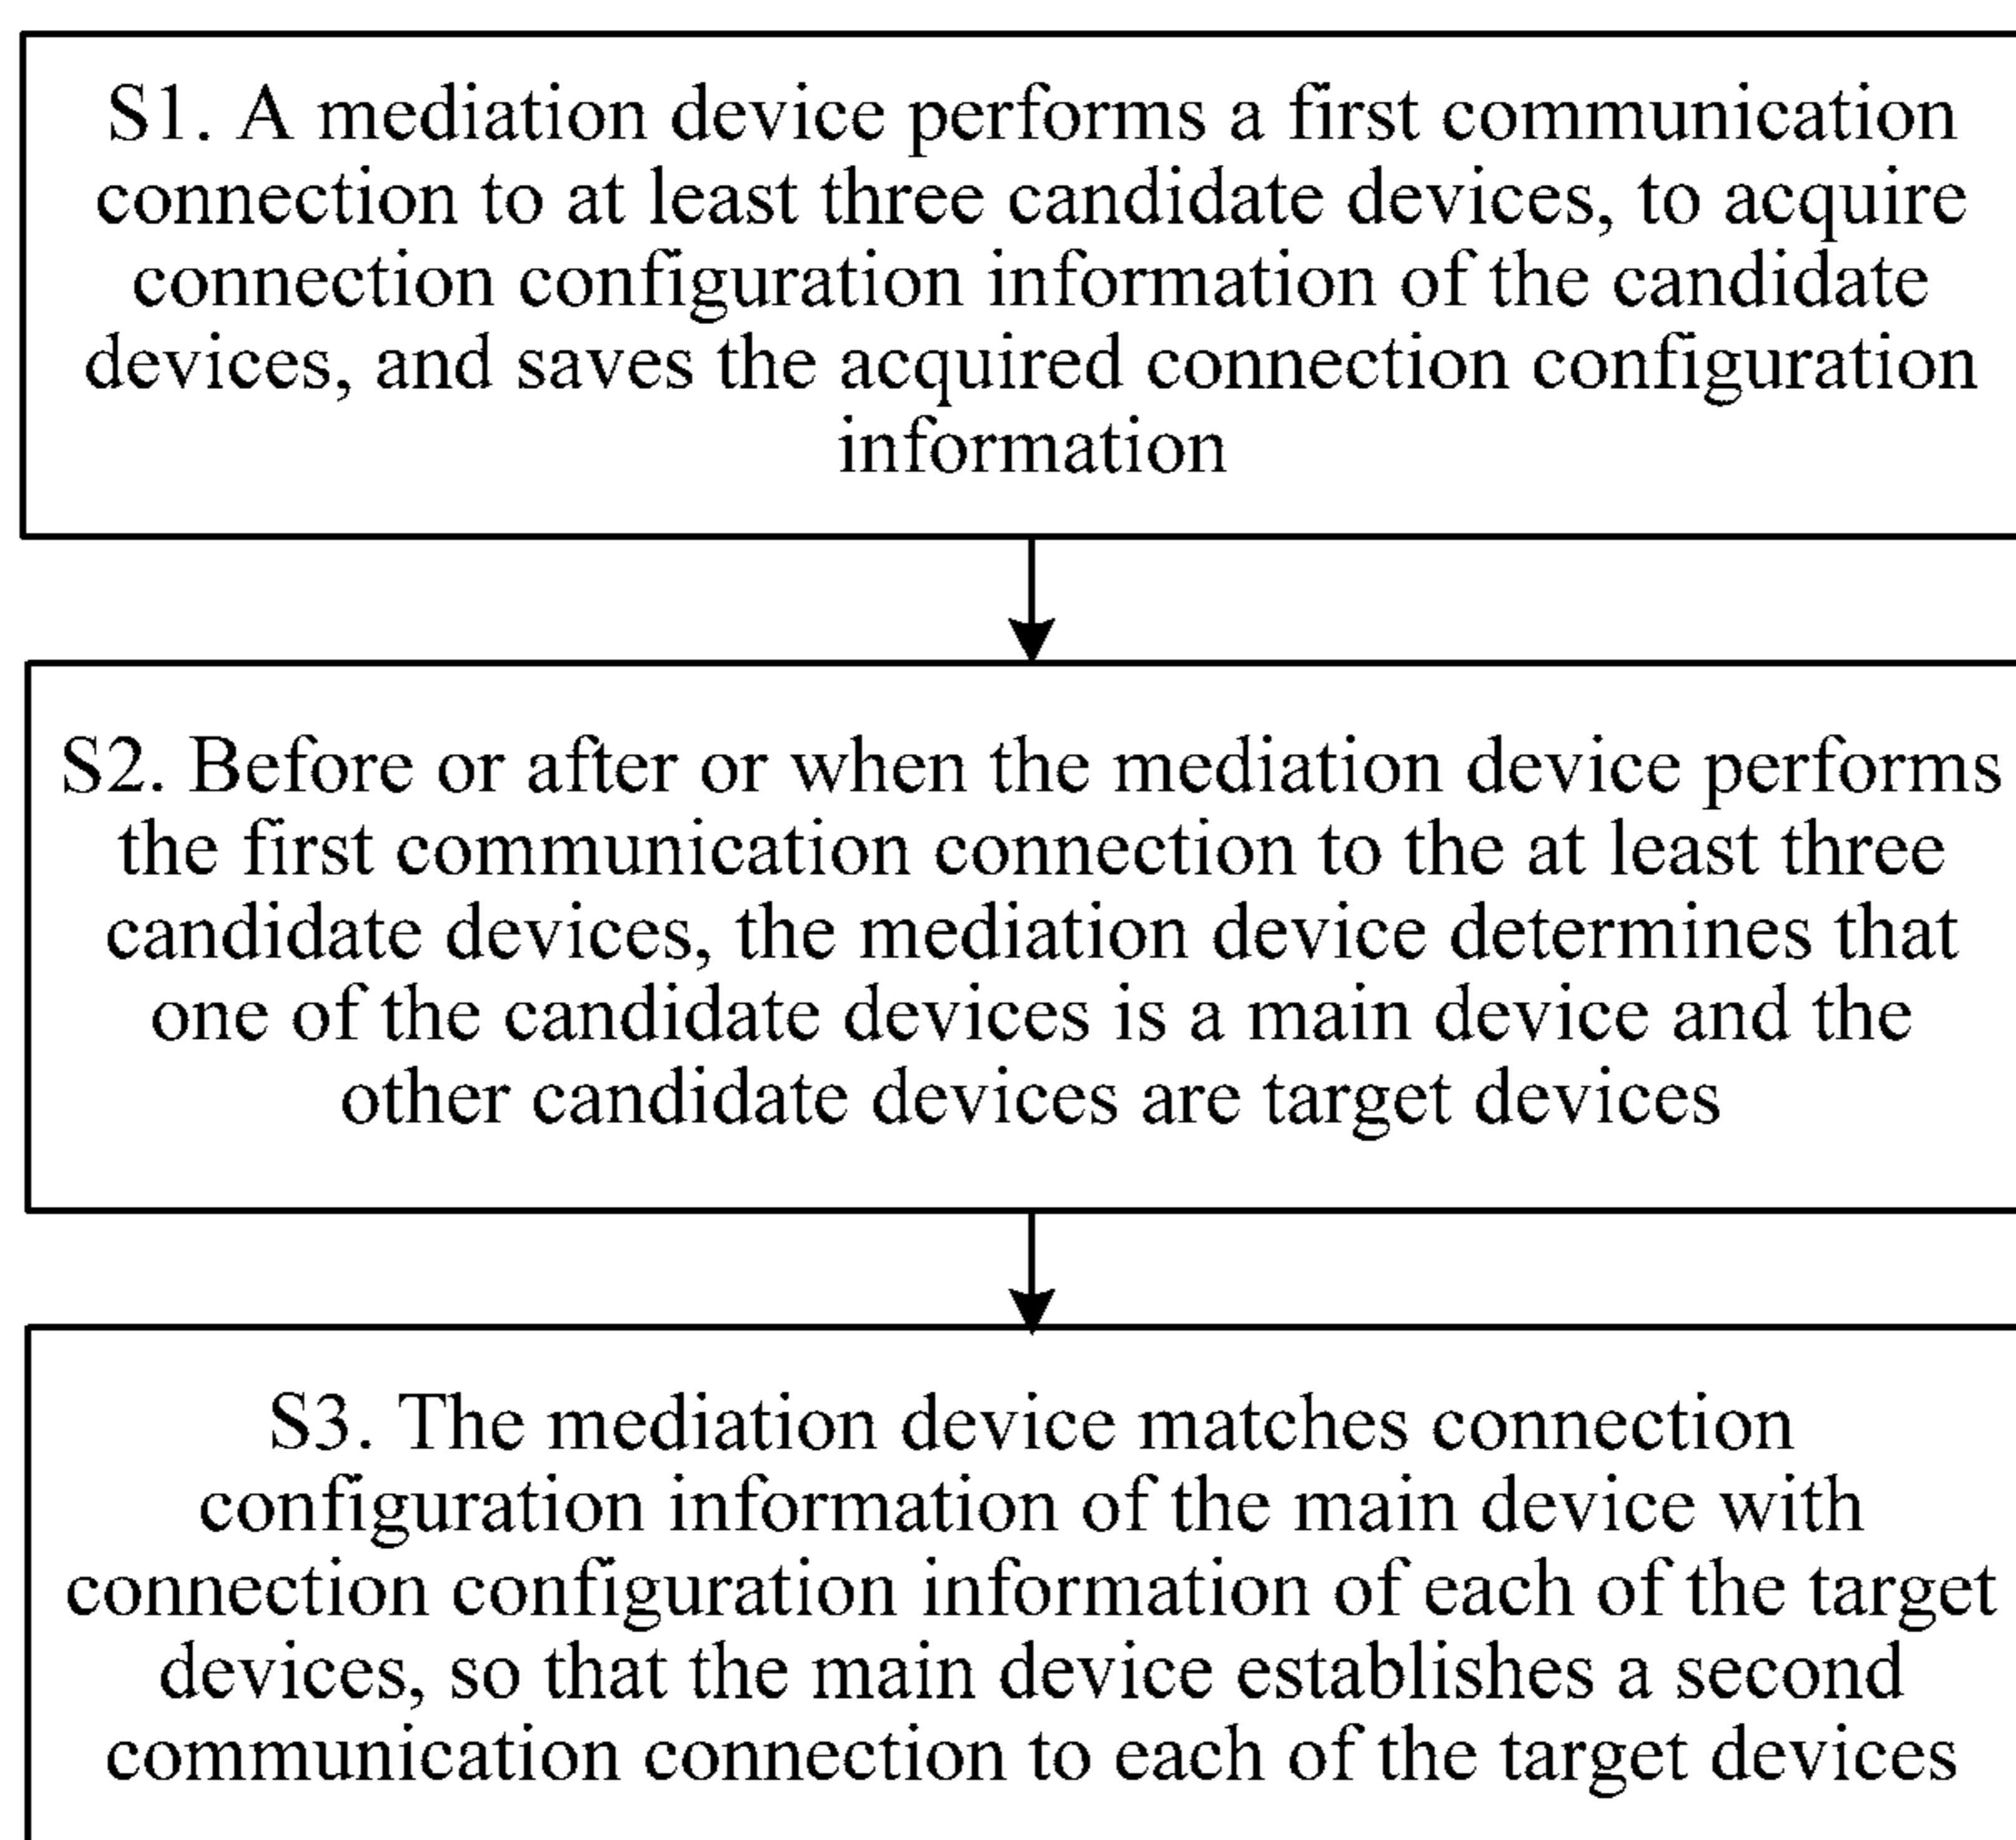 S1. A mediation device performs a first communication
connection to at least three candidate devices, to acquire
connection configuration information of the candidate
devices, and saves the acquired connection configuration
information
S2. Before or after or when the mediation device performs
the first communication connection to the at least three
candidate devices, the mediation device determines that
one of the candidate devices is a main device and the
other candidate devices are target devices
S3. The mediation device matches connection
configuration information of the main device with
connection configuration information of each of the target
devices, so that the main device establishes a second
communication connection to each of the target devices